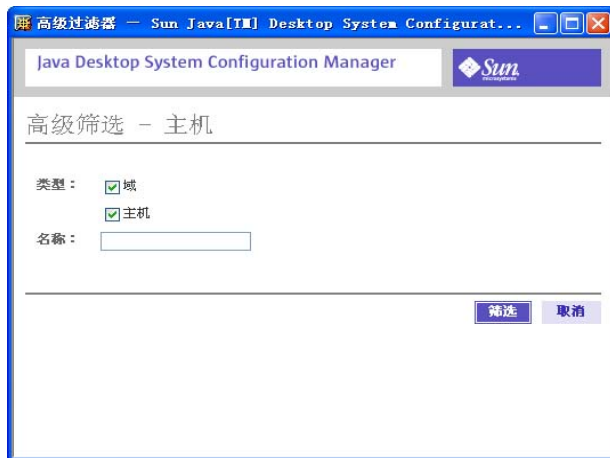 高级过滤器 — Sun Java[TM] Desktop System Configurat...
Java Desktop System Configuration Manager
Sun
microsystems
高级筛选 - 主机
类型：
域
主机
名称：
筛选 取消